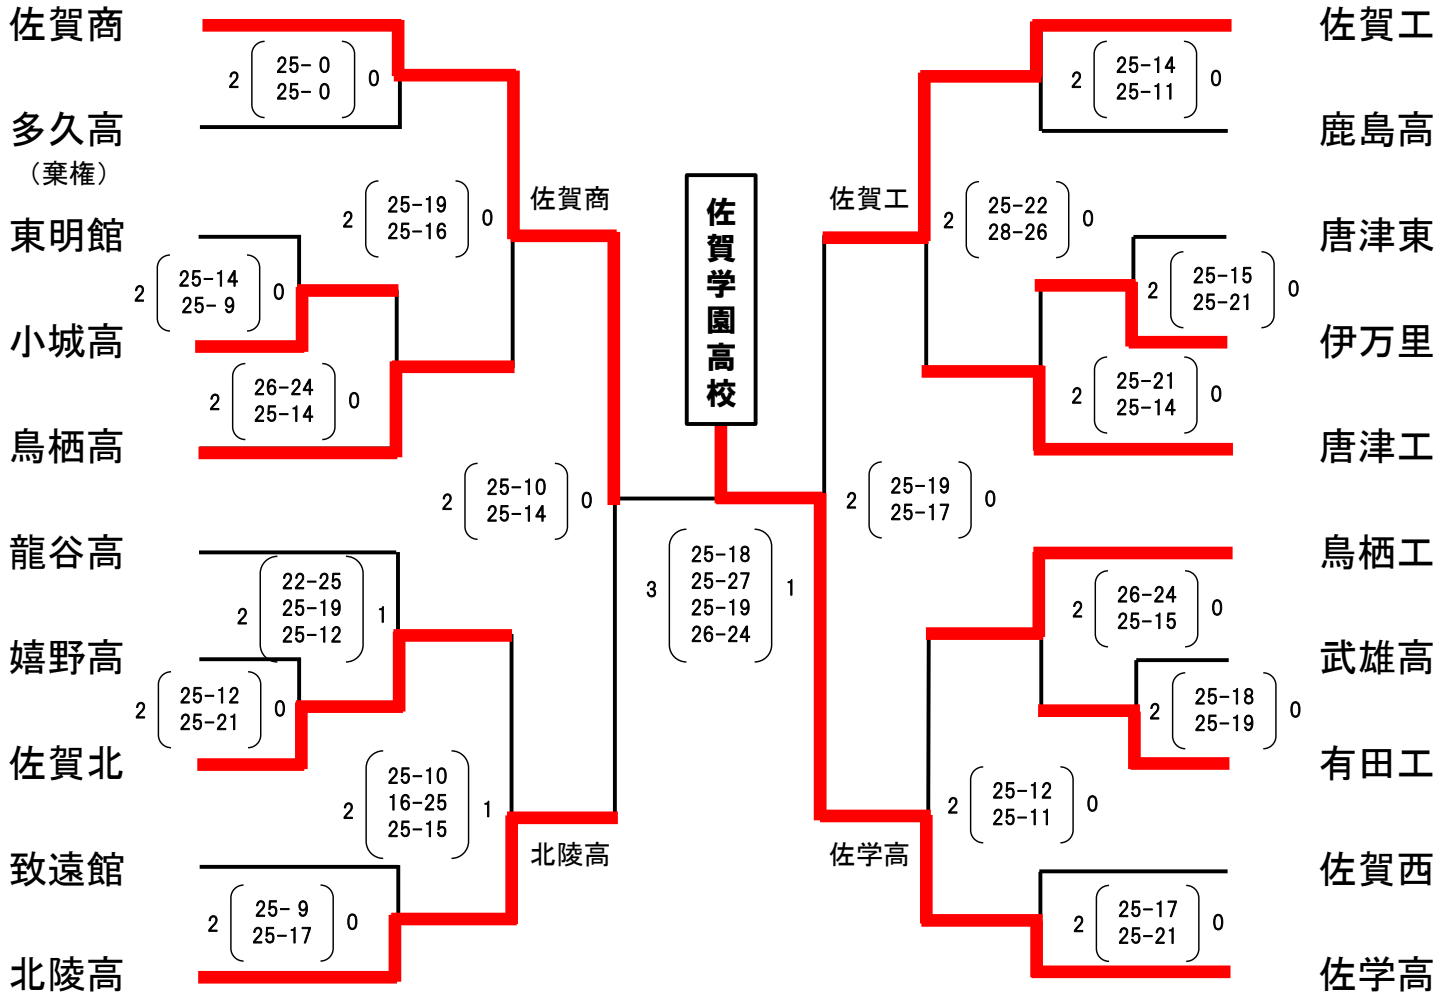 佐賀商
2 25- 0 0
25- 0
多久高
（棄権）
2 25-19 0
25-16
佐賀商
東明館
2 25-14 0
25- 9
小城高
2 26-24 0
25-14
鳥栖高
2 25-10 0
25-14
龍谷高
2 22-25 1
25-19
25-12
嬉野高
2 25-12 0
25-21
佐賀北
2 25-10 1
16-25
25-15
北陵高
致遠館
2 25- 9 0
25-17
北陵高
佐賀学園高校
3 25-18 1
25-27
25-19
26-24
佐賀工
2 25-14 0
25-11
鹿島高
佐賀工
2 25-22 0
28-26
唐津東
2 25-15 0
25-21
伊万里
2 25-21 0
25-14
唐津工
2 25-19 0
25-17
鳥栖工
2 26-24 0
25-15
武雄高
2 25-18 0
25-19
有田工
2 25-12 0
25-11
佐学高
佐賀西
2 25-17 0
25-21
佐学高